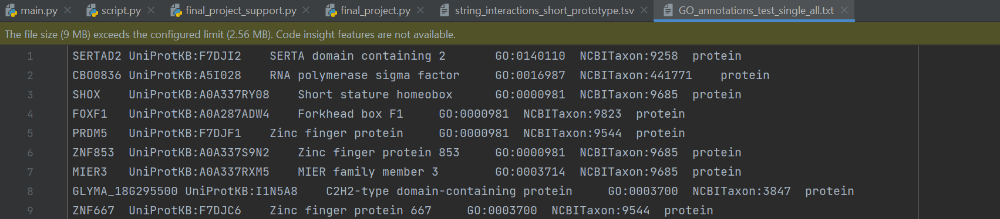 main.py script.py final_project_support.py final_project.py string_interactions_short_prototype.tsv GO_annotations_test_single_all.txt
The file size (9 MB) exceeds the configured limit (2.56 MB). Code insight features are not available.
1 SERTAD2 UniProtKB:F7DJI2 SERTA domain containing 2 GO:0140110 NCBITaxon:9258 protein
2 CBO0836 UniProtKB:A5I028 RNA polymerase sigma factor GO:0016987 NCBITaxon:441771 protein
3 SHOX UniProtKB:A0A337RY08 Short stature homeobox GO:0000981 NCBITaxon:9685 protein
4 FOXF1 UniProtKB:A0A287ADW4 Forkhead box F1 GO:0000981 NCBITaxon:9823 protein
5 PRDM5 UniProtKB:F7DJF1 Zinc finger protein GO:0000981 NCBITaxon:9544 protein
6 ZNF853 UniProtKB:A0A337S9N2 Zinc finger protein 853 GO:0000981 NCBITaxon:9685 protein
7 MIER3 UniProtKB:A0A337RXM5 MIER family member 3 GO:0003714 NCBITaxon:9685 protein
8 GLYMA_18G295500 UniProtKB:I1N5A8 C2H2-type domain-containing protein GO:0003700 NCBITaxon:3847 protein
9 ZNF667 UniProtKB:F7DJC6 Zinc finger protein 667 GO:0003700 NCBITaxon:9544 protein